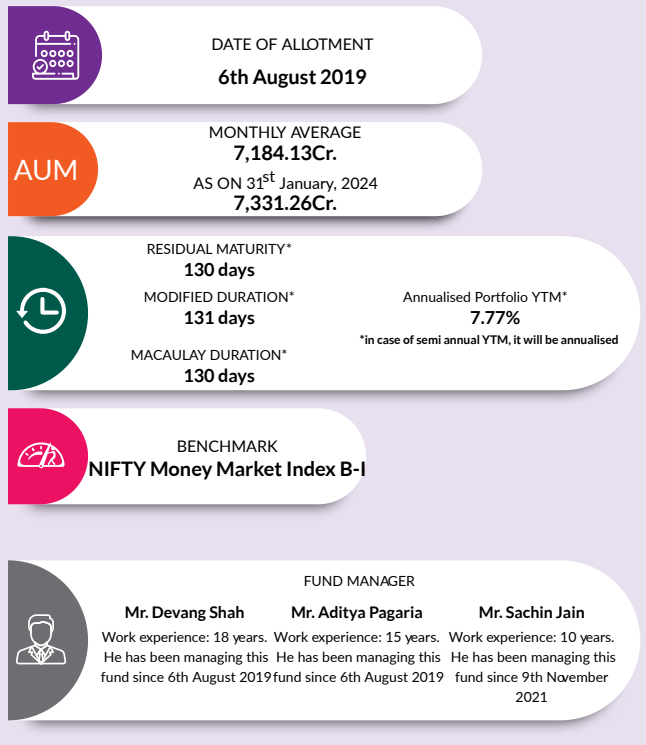 DATE OF ALLOTMENT
6th August 2019
AUM
MONTHLY AVERAGE
7,184.13Cr.
AS ON 31st January, 2024
7,331.26Cr.
RESIDUAL MATURITY*
130 days
MODIFIED DURATION*
131 days
MACAULAY DURATION*
130 days
Annualised Portfolio YTM*
7.77%
*in case of semi annual YTM, it will be annualised
BENCHMARK
NIFTY Money Market Index B-I
FUND MANAGER
Mr. Devang Shah
Work experience: 18 years.
He has been managing this
fund since 6th August 2019
Mr. Aditya Pagaria
Work experience: 15 years.
He has been managing this
fund since 6th August 2019
Mr. Sachin Jain
Work experience: 10 years.
He has been managing this
fund since 9th November
2021